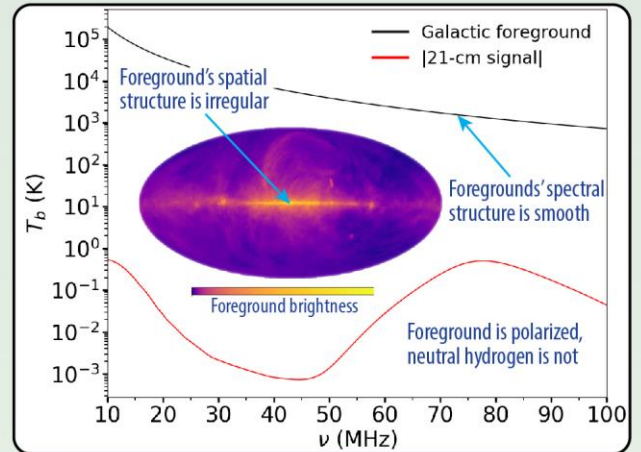 Galactic foreground
|21-cm signal|
Foreground's spatial
structure is irregular
Foregrounds' spectral
structure is smooth
Foreground brightness
Foreground is polarized,
neutral hydrogen is not
T_b (K)
10⁵
10⁴
10³
10²
10¹
10⁰
10⁻¹
10⁻²
10⁻³
10 20 30 40 50 60 70 80 90 100
ν (MHz)